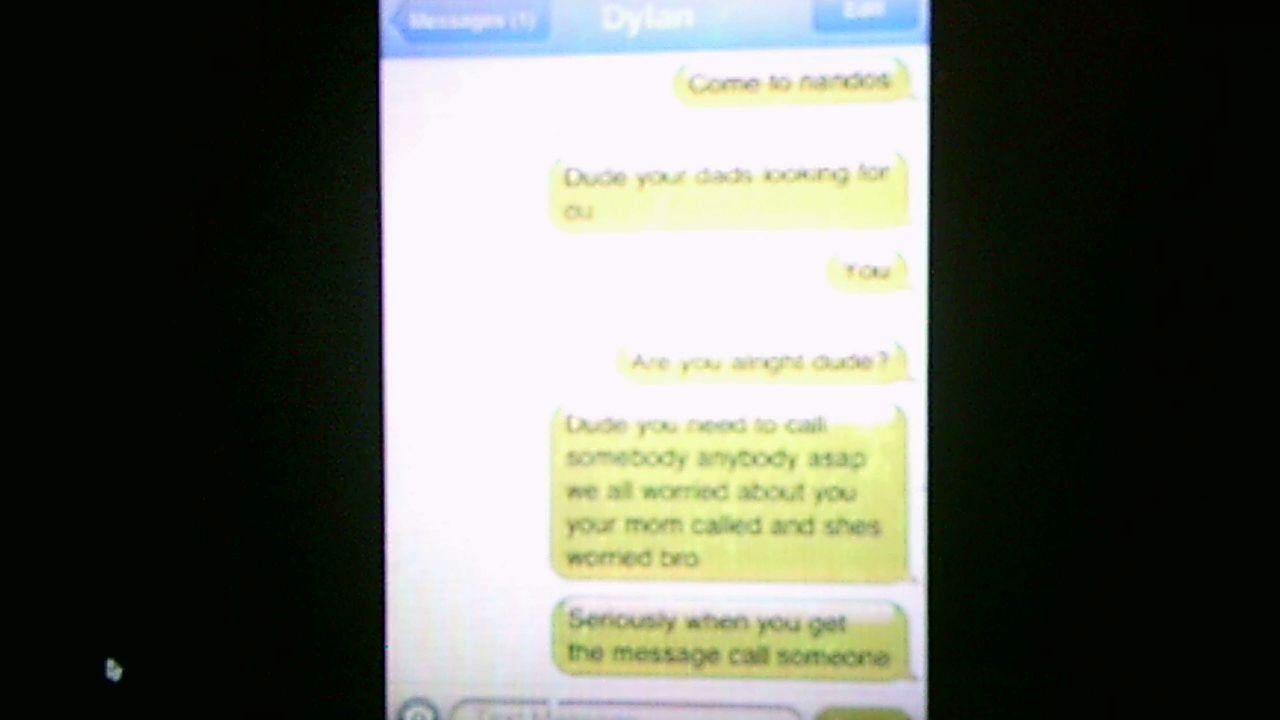 Messages (1)
Dylan
Edit
Come to nandos
Dude your dads looking for
ou
You
Are you alright dude?
Dude you need to call
somebody anybody asap
we all worried about you
your mom called and shes
worried bro
Seriously when you get
the message call someone